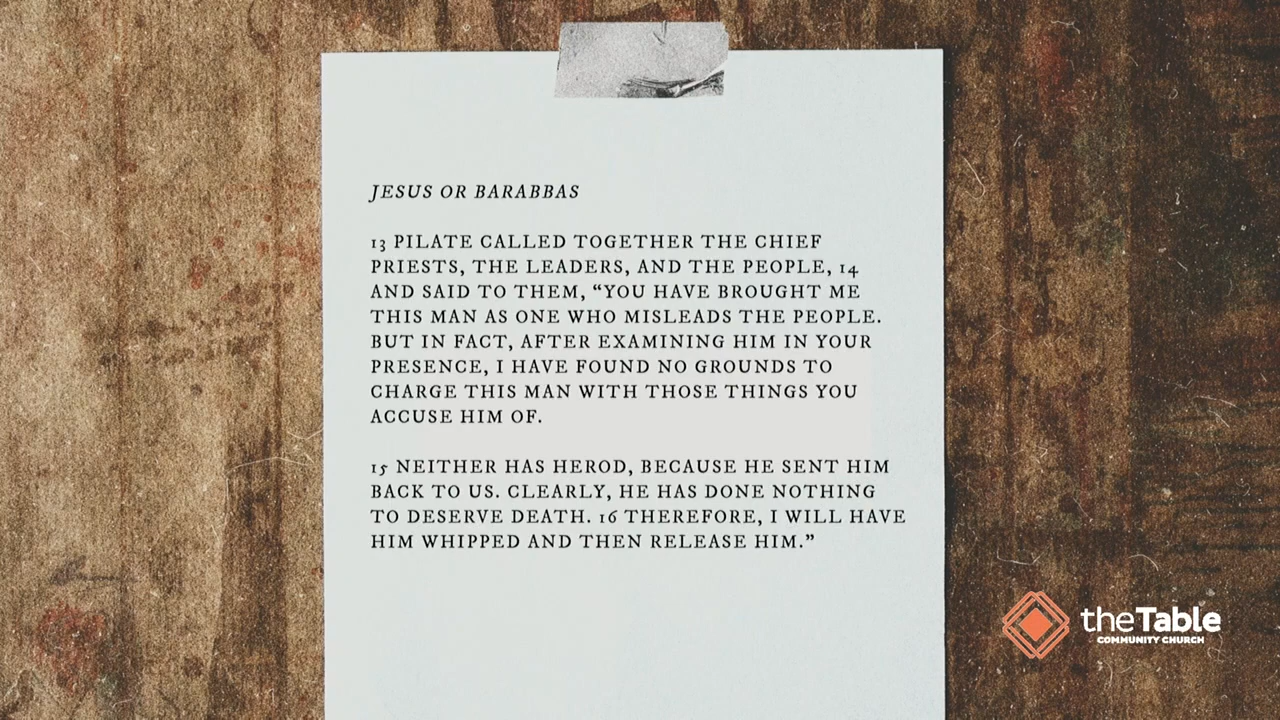 JESUS OR BARABBAS
13 PILATE CALLED TOGETHER THE CHIEF
PRIESTS, THE LEADERS, AND THE PEOPLE, 14
AND SAID TO THEM, “YOU HAVE BROUGHT ME
THIS MAN AS ONE WHO MISLEADS THE PEOPLE.
BUT IN FACT, AFTER EXAMINING HIM IN YOUR
PRESENCE, I HAVE FOUND NO GROUNDS TO
CHARGE THIS MAN WITH THOSE THINGS YOU
ACCUSE HIM OF.
15 NEITHER HAS HEROD, BECAUSE HE SENT HIM
BACK TO US. CLEARLY, HE HAS DONE NOTHING
TO DESERVE DEATH. 16 THEREFORE, I WILL HAVE
HIM WHIPPED AND THEN RELEASE HIM.”
theTable
COMMUNITY CHURCH